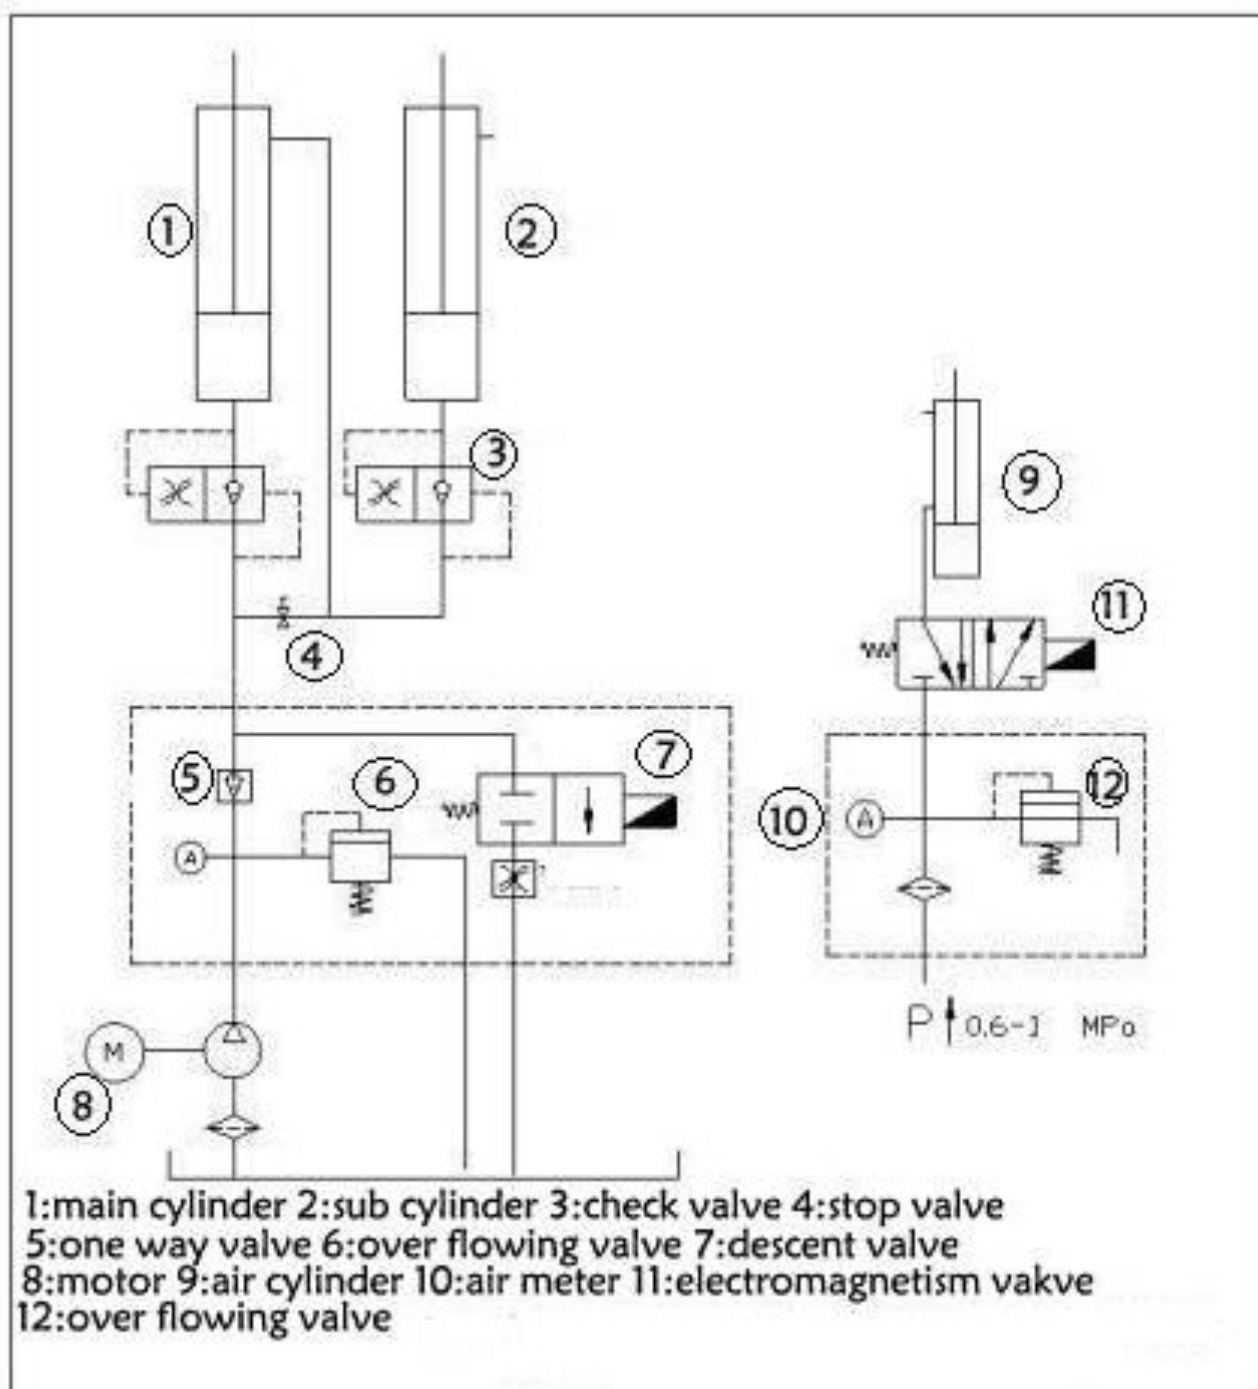 1
2
3
9
11
4
5
6
7
12
10
A
A
P 0.6-1 MPa
M
8
1:main cylinder 2:sub cylinder 3:check valve 4:stop valve
5:one way valve 6:over flowing valve 7:descent valve
8:motor 9:air cylinder 10:air meter 11:electromagnetism vakve
12:over flowing valve